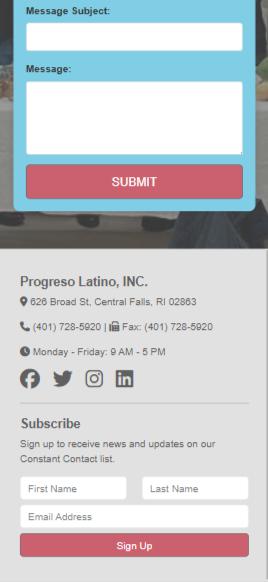 Message Subject:
Message:
SUBMIT
Progreso Latino, INC.
626 Broad St, Central Falls, RI 02863
(401) 728-5920 | Fax: (401) 728-5920
Monday - Friday: 9 AM - 5 PM
Subscribe
Sign up to receive news and updates on our
Constant Contact list.
First Name Last Name
Email Address
Sign Up